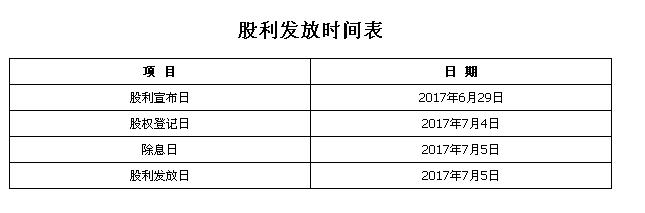 股利发放时间表
项 目 日 期
股利宣布日 2017年6月29日
股权登记日 2017年7月4日
除息日 2017年7月5日
股利发放日 2017年7月5日